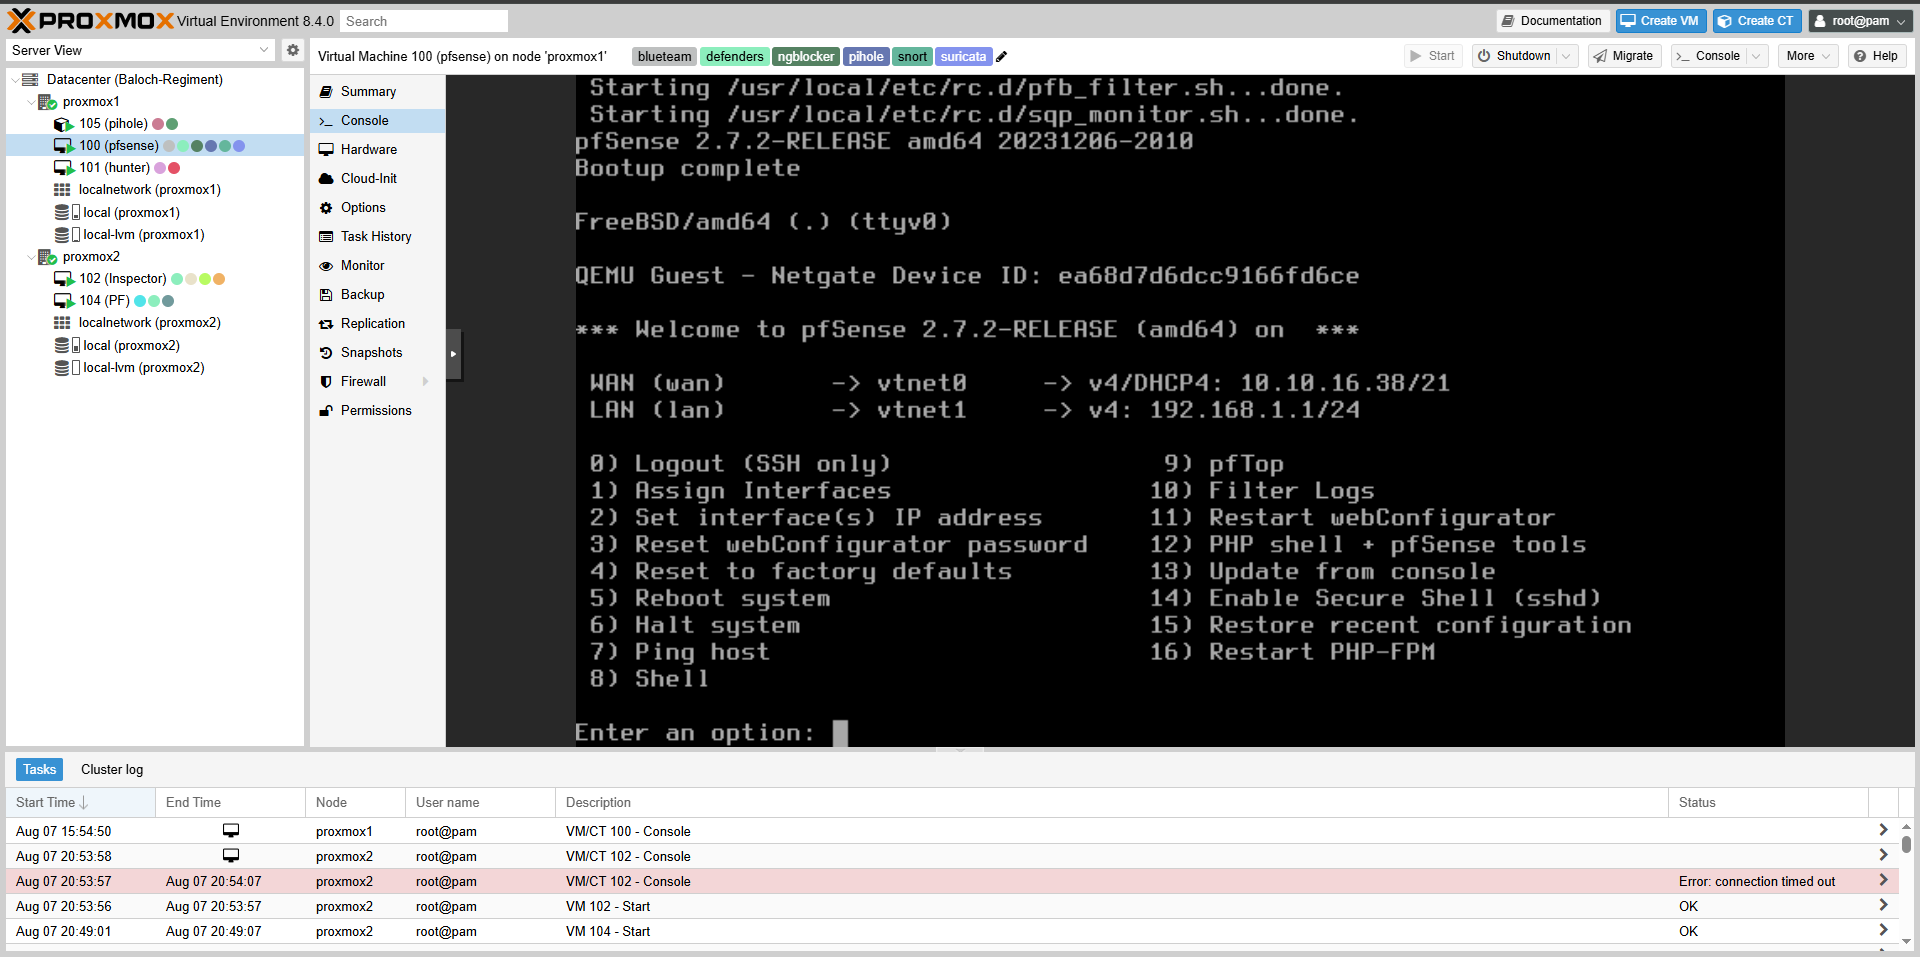 PROXMOX Virtual Environment 8.4.0 Search Documentation Create VM Create CT root@pam
Server View
Datacenter (Baloch-Regiment)
proxmox1
105 (pihole)
100 (pfsense)
101 (hunter)
localnetwork (proxmox1)
local (proxmox1)
local-lvm (proxmox1)
proxmox2
102 (Inspector)
104 (PF)
localnetwork (proxmox2)
local (proxmox2)
local-lvm (proxmox2)
Virtual Machine 100 (pfsense) on node 'proxmox1' blueteam defenders ngblocker pihole snort suricata Start Shutdown Migrate Console More Help
Summary
Console
Hardware
Cloud-Init
Options
Task History
Monitor
Backup
Replication
Snapshots
Firewall
Permissions
Starting /usr/local/etc/rc.d/pfb_filter.sh...done.
Starting /usr/local/etc/rc.d/sqp_monitor.sh...done.
pfSense 2.7.2-RELEASE amd64 20231206-2010
Bootup complete
FreeBSD/amd64 (.) (ttyv0)
QEMU Guest - Netgate Device ID: ea68d7d6dcc9166fd6ce
*** Welcome to pfSense 2.7.2-RELEASE (amd64) on  ***
WAN (wan) -> vtnet0 -> v4/DHCP4: 10.10.16.38/21
LAN (lan) -> vtnet1 -> v4: 192.168.1.1/24
0) Logout (SSH only) 9) pfTop
1) Assign Interfaces 10) Filter Logs
2) Set interface(s) IP address 11) Restart webConfigurator
3) Reset webConfigurator password 12) PHP shell + pfSense tools
4) Reset to factory defaults 13) Update from console
5) Reboot system 14) Enable Secure Shell (sshd)
6) Halt system 15) Restore recent configuration
7) Ping host 16) Restart PHP-FPM
8) Shell
Enter an option:
Tasks Cluster log
Start Time End Time Node User name Description Status
Aug 07 15:54:50 proxmox1 root@pam VM/CT 100 - Console
Aug 07 20:53:58 proxmox2 root@pam VM/CT 102 - Console
Aug 07 20:53:57 Aug 07 20:54:07 proxmox2 root@pam VM/CT 102 - Console Error: connection timed out
Aug 07 20:53:56 Aug 07 20:53:57 proxmox2 root@pam VM 102 - Start OK
Aug 07 20:49:01 Aug 07 20:49:07 proxmox2 root@pam VM 104 - Start OK